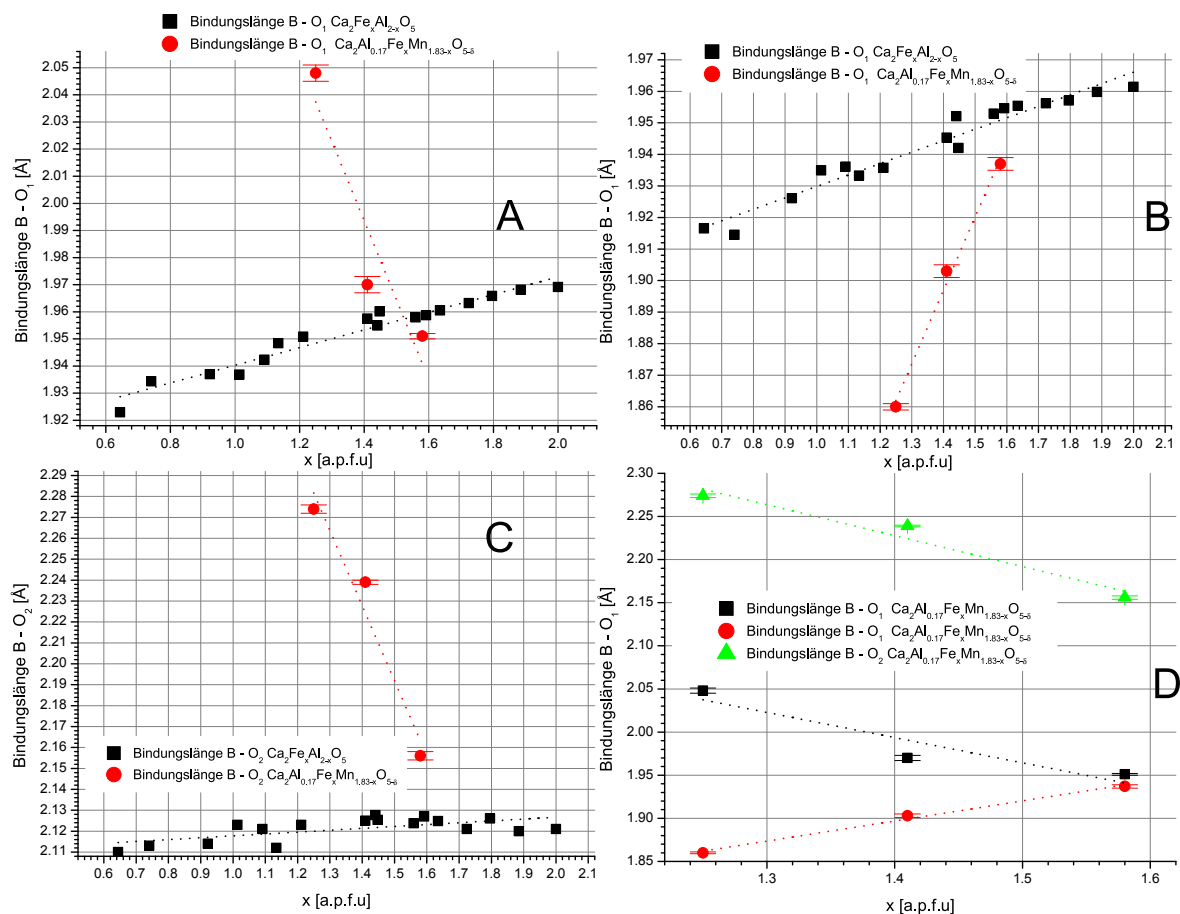 Bindungslänge B - O₁ Ca₂FeₓAl₂₋ₓO₅
Bindungslänge B - O₁ Ca₂Al₀.₁₇FeₓMn₁.₈₃₋ₓO₅₋δ
2.05
2.04
2.03
2.02
2.01
2.00
1.99
1.98
1.97
1.96
1.95
1.94
1.93
1.92
Bindungslänge B - O₁ [Å]
A
0.6 0.8 1.0 1.2 1.4 1.6 1.8 2.0
x [a.p.f.u]
Bindungslänge B - O₁ Ca₂FeₓAl₂₋ₓO₅
Bindungslänge B - O₁ Ca₂Al₀.₁₇FeₓMn₁.₈₃₋ₓO₅₋δ
1.97
1.96
1.95
1.94
1.93
1.92
1.91
1.90
1.89
1.88
1.87
1.86
Bindungslänge B - O₁ [Å]
B
0.6 0.7 0.8 0.9 1.0 1.1 1.2 1.3 1.4 1.5 1.6 1.7 1.8 1.9 2.0 2.1
x [a.p.f.u]
2.29
2.28
2.27
2.26
2.25
2.24
2.23
2.22
2.21
2.20
2.19
2.18
2.17
2.16
2.15
2.14
2.13
2.12
2.11
Bindungslänge B - O₂ [Å]
C
Bindungslänge B - O₂ Ca₂FeₓAl₂₋ₓO₅
Bindungslänge B - O₂ Ca₂Al₀.₁₇FeₓMn₁.₈₃₋ₓO₅₋δ
0.5 0.6 0.7 0.8 0.9 1.0 1.1 1.2 1.3 1.4 1.5 1.6 1.7 1.8 1.9 2.0 2.1
x [a.p.f.u]
2.30
2.25
2.20
2.15
2.10
2.05
2.00
1.95
1.90
1.85
Bindungslänge B - O₁ [Å]
Bindungslänge B - O₁ Ca₂Al₀.₁₇FeₓMn₁.₈₃₋ₓO₅₋δ
Bindungslänge B - O₁ Ca₂Al₀.₁₇FeₓMn₁.₈₃₋ₓO₅₋δ
Bindungslänge B - O₂ Ca₂Al₀.₁₇FeₓMn₁.₈₃₋ₓO₅₋δ
D
1.3 1.4 1.5 1.6
x [a.p.f.u]